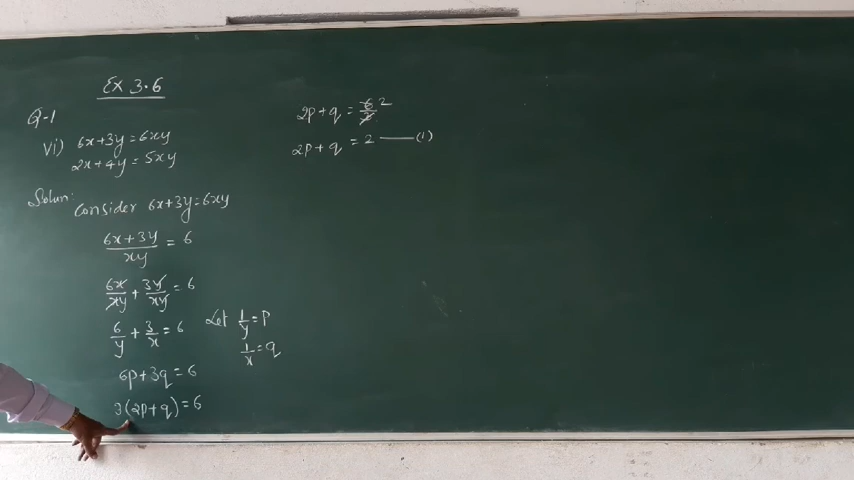 Ex 3.6
Q-1
vi) 6x+3y=6xy
2x+4y=5xy
Solun:
Consider 6x+3y=6xy
6x+3y/xy = 6
6x/xy + 3y/xy = 6
6/y + 3/x = 6
Let 1/y = p
1/x = q
6p+3q=6
3(2p+q)=6
2p+q = 6/3 2
2p+q = 2 —— (1)